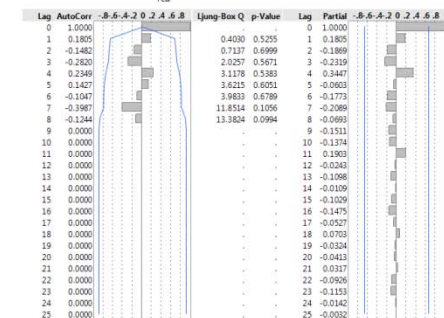 Lag AutoCorr -.8-.6-.4-.2 0 .2 .4 .6 .8 Ljung-Box Q p-Value Lag Partial -.8-.6-.4-.2 0 .2 .4 .6 .8
0 1.0000 . . 0 1.0000
1 0.1805 0.4030 0.5255 1 0.1805
2 -0.1482 0.7137 0.6999 2 -0.1869
3 -0.2820 2.0257 0.5671 3 -0.2319
4 0.2349 3.1178 0.5383 4 0.3447
5 0.1427 3.6215 0.6051 5 -0.0603
6 -0.1047 3.9833 0.6789 6 -0.1773
7 -0.3987 11.8514 0.1056 7 -0.2089
8 -0.1244 13.3824 0.0994 8 -0.0693
9 0.0000 . . 9 -0.1511
10 0.0000 . . 10 -0.1374
11 0.0000 . . 11 0.1903
12 0.0000 . . 12 -0.0243
13 0.0000 . . 13 -0.1098
14 0.0000 . . 14 -0.0109
15 0.0000 . . 15 -0.1029
16 0.0000 . . 16 -0.1475
17 0.0000 . . 17 -0.0527
18 0.0000 . . 18 0.0703
19 0.0000 . . 19 -0.0324
20 0.0000 . . 20 -0.0413
21 0.0000 . . 21 0.0317
22 0.0000 . . 22 -0.0926
23 0.0000 . . 23 -0.1153
24 0.0000 . . 24 -0.0142
25 0.0000 . . 25 -0.0032